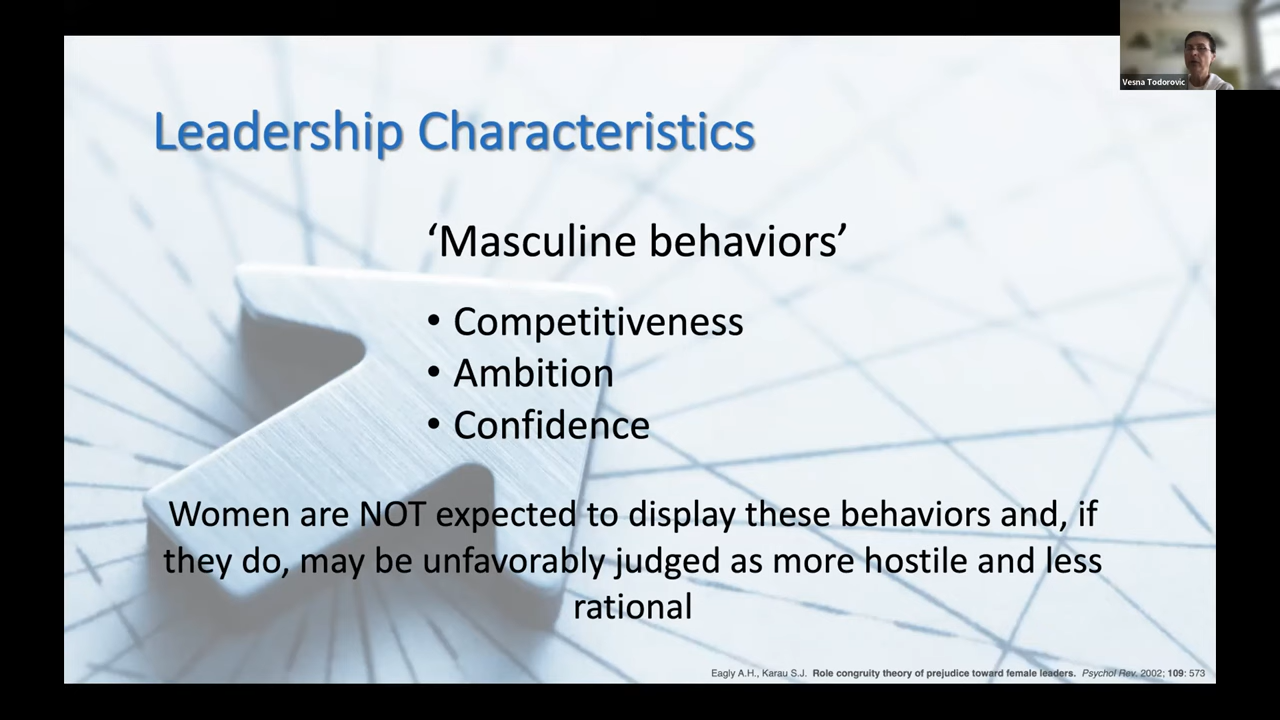 Vesna Todorovic
Leadership Characteristics
‘Masculine behaviors’
• Competitiveness
• Ambition
• Confidence
Women are NOT expected to display these behaviors and, if
they do, may be unfavorably judged as more hostile and less
rational
Eagly A.H., Karau S.J. Role congruity theory of prejudice toward female leaders. Psychol Rev, 2002; 109: 573